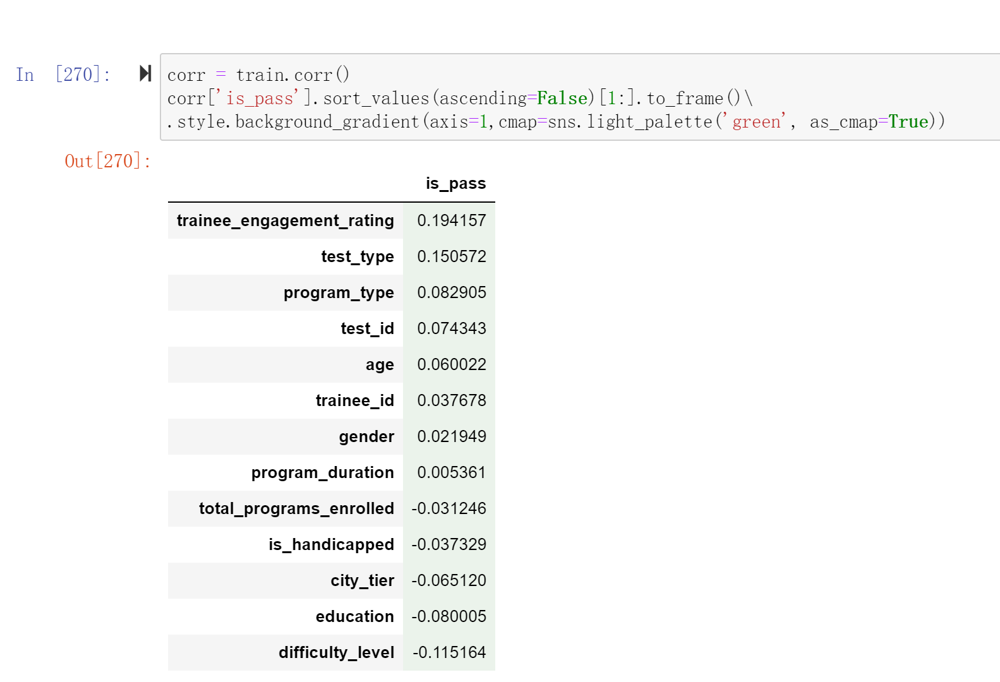 In [270]:
corr = train.corr()
corr['is_pass'].sort_values(ascending=False)[1:].to_frame()\
.style.background_gradient(axis=1,cmap=sns.light_palette('green', as_cmap=True))
Out[270]:
is_pass
trainee_engagement_rating 0.194157
test_type 0.150572
program_type 0.082905
test_id 0.074343
age 0.060022
trainee_id 0.037678
gender 0.021949
program_duration 0.005361
total_programs_enrolled -0.031246
is_handicapped -0.037329
city_tier -0.065120
education -0.080005
difficulty_level -0.115164